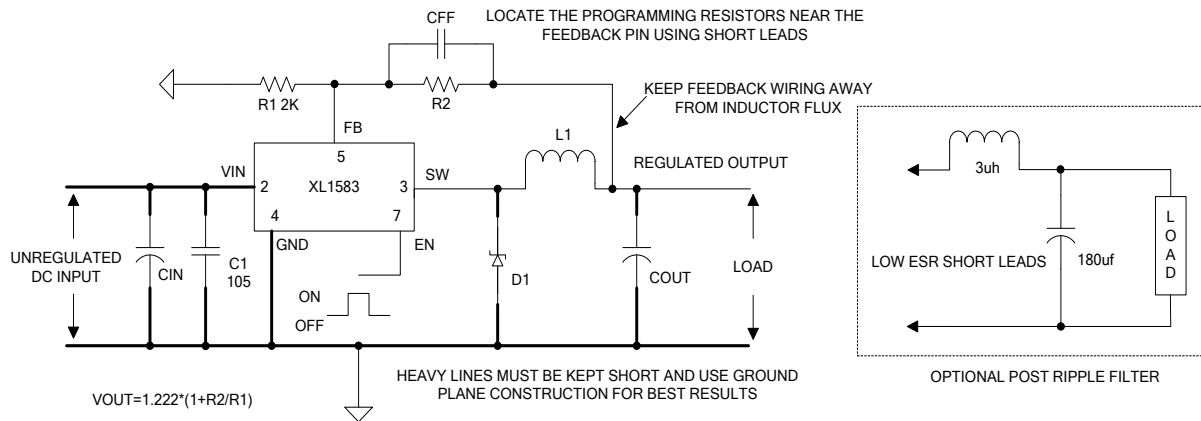 LOCATE THE PROGRAMMING RESISTORS NEAR THE
FEEDBACK PIN USING SHORT LEADS
CFF
R1 2K
R2
KEEP FEEDBACK WIRING AWAY
FROM INDUCTOR FLUX
FB
5
L1
VIN
2
XL1583
3
SW
REGULATED OUTPUT
4
7
GND
EN
UNREGULATED
DC INPUT
CIN
C1
105
ON
OFF
D1
COUT
LOAD
HEAVY LINES MUST BE KEPT SHORT AND USE GROUND
PLANE CONSTRUCTION FOR BEST RESULTS
VOUT=1.222*(1+R2/R1)
3uh
LOW ESR SHORT LEADS
180uf
LOAD
OPTIONAL POST RIPPLE FILTER